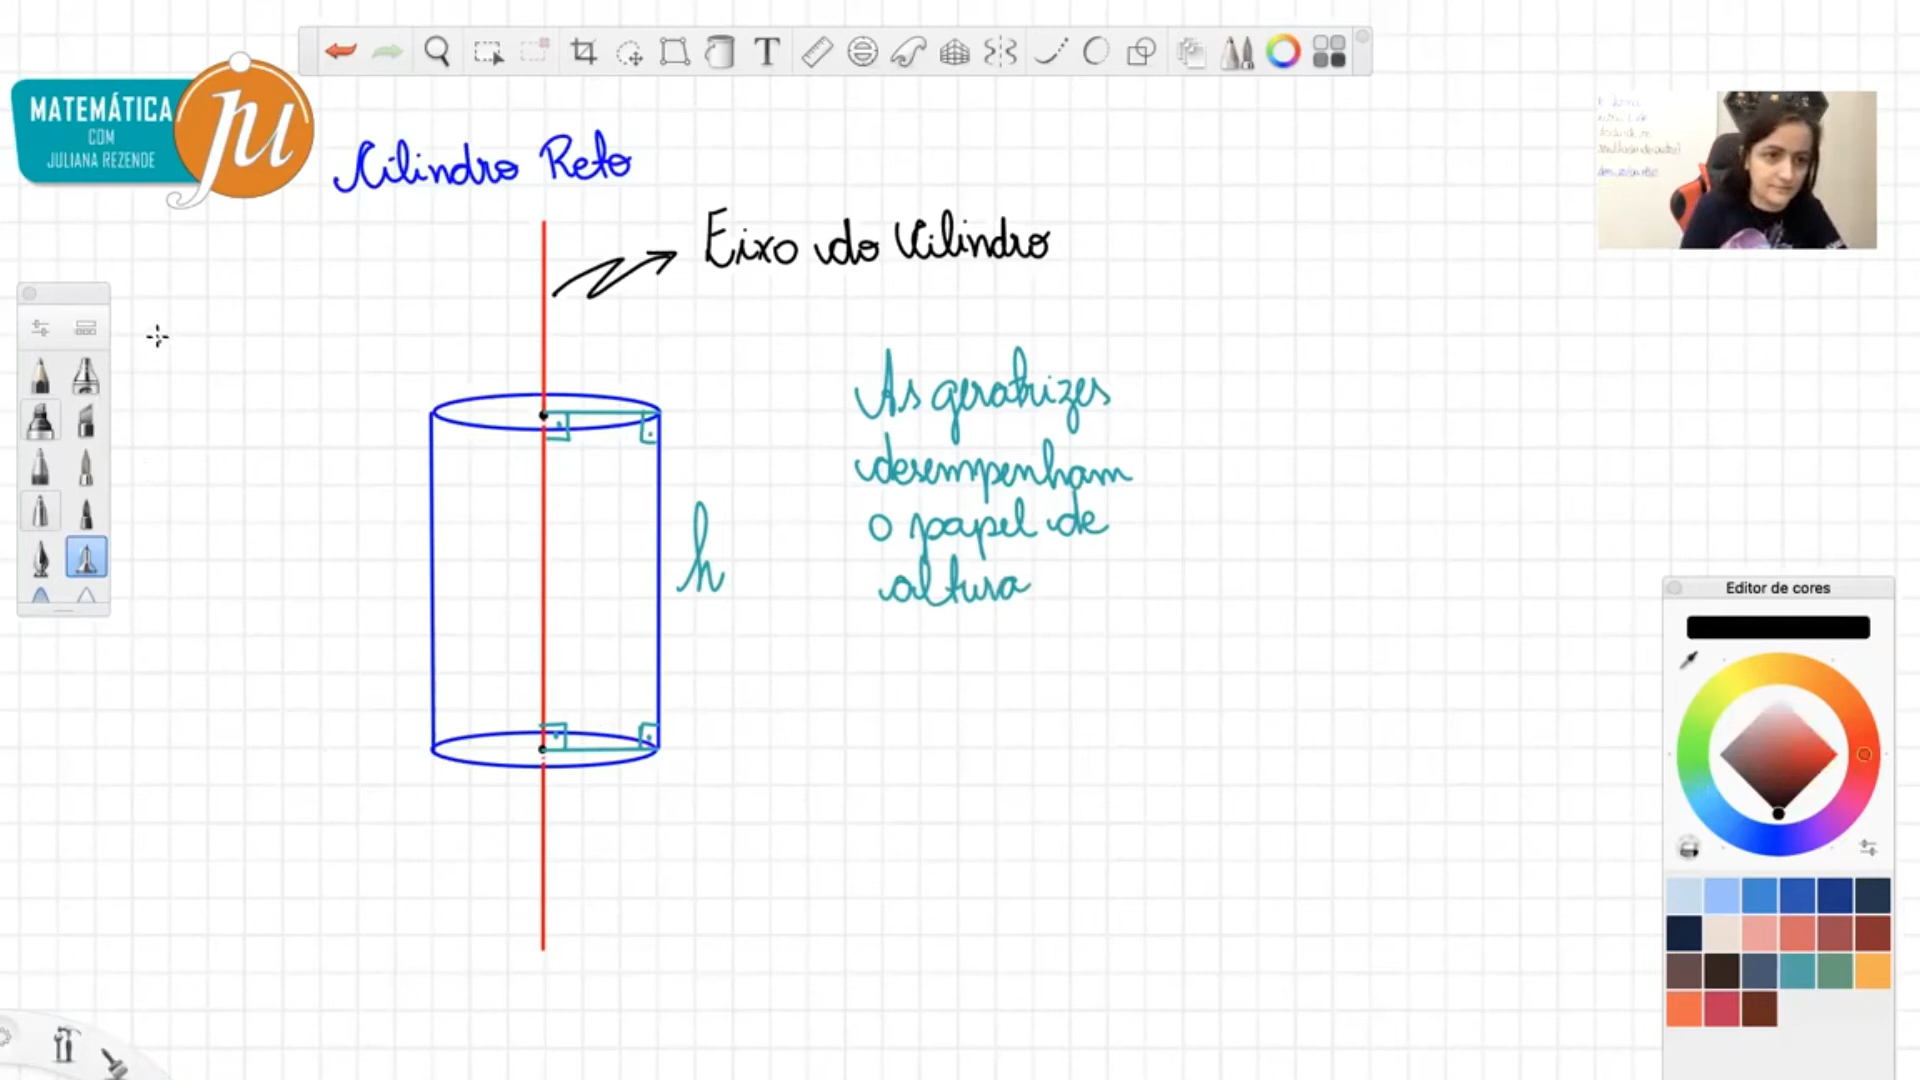 MATEMÁTICA
COM
JULIANA REZENDE
ju
Cilindro Reto
Eixo do Cilindro
As geratrizes
desempenham
o papel de
altura
h
T
Editor de cores